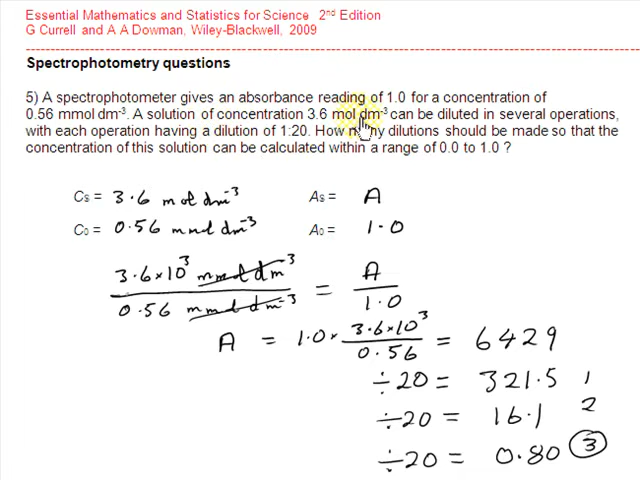 Essential Mathematics and Statistics for Science 2nd Edition
G Currell and A A Dowman, Wiley-Blackwell, 2009
Spectrophotometry questions
5) A spectrophotometer gives an absorbance reading of 1.0 for a concentration of
0.56 mmol dm⁻³. A solution of concentration 3.6 mol dm⁻³ can be diluted in several operations,
with each operation having a dilution of 1:20. How many dilutions should be made so that the
concentration of this solution can be calculated within a range of 0.0 to 1.0 ?
Cs = 3.6 mol dm⁻³ As = A
Co = 0.56 mmol dm⁻³ Ao = 1.0
3.6×10³ mmol dm⁻³ = A
0.56 mmol dm⁻³ 1.0
A = 1.0 × 3.6×10³ = 6429
0.56
÷20 = 321.5 1
÷20 = 16.1 2
÷20 = 0.80 3